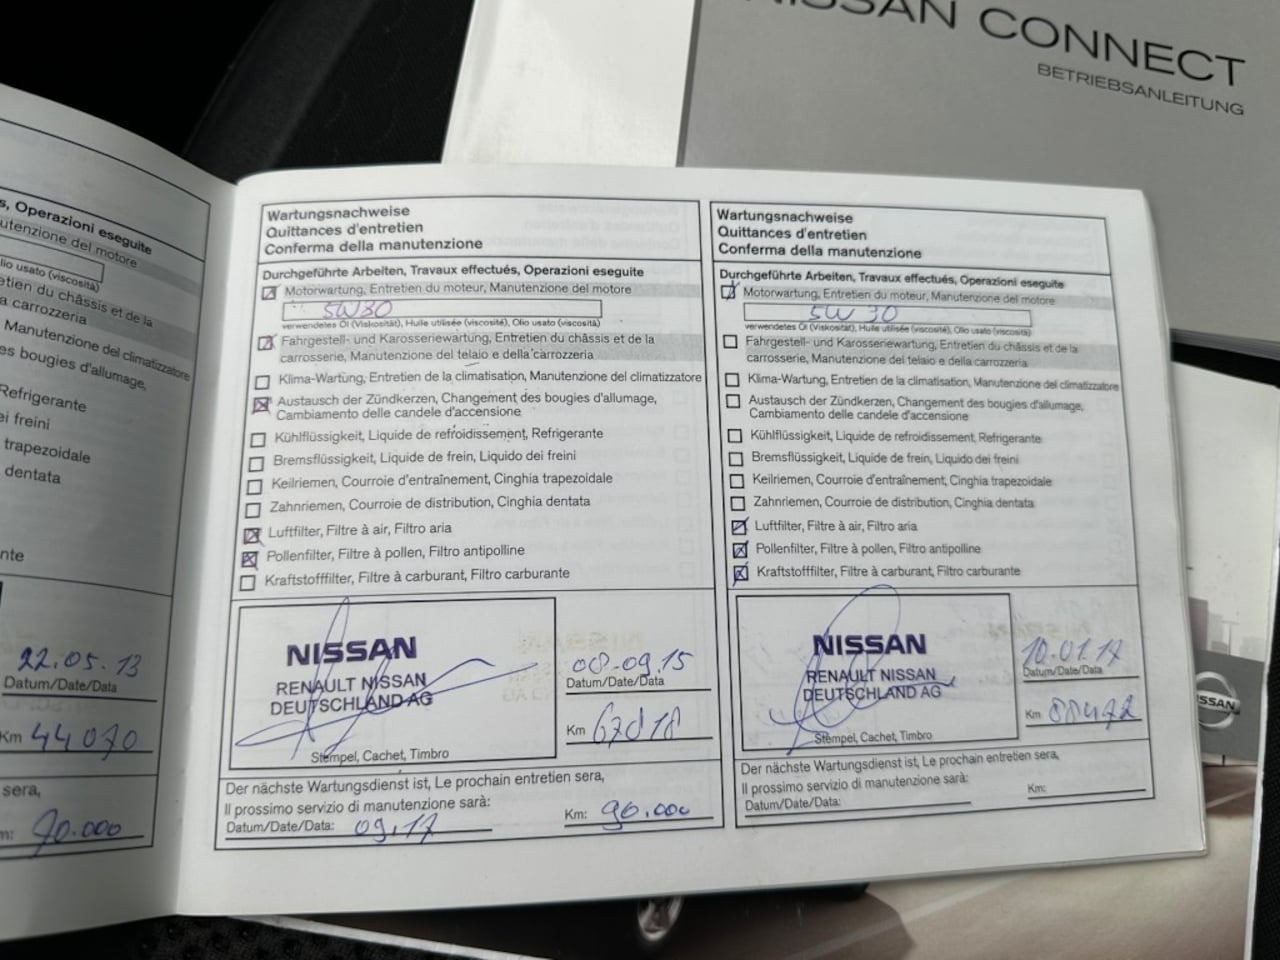 NISSAN CONNECT
BETRIEBSANLEITUNG
s, Operazioni eseguite
utenzione del motore
lio usato (viscosità)
etien du châssis et de la
a carrozzeria
Manutenzione del climatizzatore
es bougies d'allumage,
Refrigerante
ei freini
trapezoidale
dentata
nte
22.05.13
Datum/Date/Data
Km 44070
sera,
m: 70.000
Wartungsnachweise
Quittances d'entretien
Conferma della manutenzione
Durchgeführte Arbeiten, Travaux effectués, Operazioni eseguite
Motorwartung, Entretien du moteur, Manutenzione del motore
5W30
verwendetes Öl (Viskosität), Huile utilisée (viscosité), Olio usato (viscosità)
Fahrgestell- und Karosseriewartung, Entretien du châssis et de la
carrosserie, Manutenzione del telaio e della carrozzeria
Klima-Wartung, Entretien de la climatisation, Manutenzione del climatizzatore
Austausch der Zündkerzen, Changement des bougies d'allumage,
Cambiamento delle candele d'accensione
Kühlflüssigkeit, Liquide de refroidissement, Refrigerante
Bremsflüssigkeit, Liquide de frein, Liquido dei freini
Keilriemen, Courroie d'entraînement, Cinghia trapezoidale
Zahnriemen, Courroie de distribution, Cinghia dentata
Luftfilter, Filtre à air, Filtro aria
Pollenfilter, Filtre à pollen, Filtro antipolline
Kraftstofffilter, Filtre à carburant, Filtro carburante
NISSAN
RENAULT NISSAN
DEUTSCHLAND AG
Stempel, Cachet, Timbro
08.09.15
Datum/Date/Data
Km
Der nächste Wartungsdienst ist, Le prochain entretien sera,
Il prossimo servizio di manutenzione sarà:
Datum/Date/Data: 09.17
Km: 90.000
Wartungsnachweise
Quittances d'entretien
Conferma della manutenzione
Durchgeführte Arbeiten, Travaux effectués, Operazioni eseguite
Motorwartung, Entretien du moteur, Manutenzione del motore
5W30
verwendetes Öl (Viskosität), Huile utilisée (viscosité), Olio usato (viscosità)
Fahrgestell- und Karosseriewartung, Entretien du châssis et de la
carrosserie, Manutenzione del telaio e della carrozzeria
Klima-Wartung, Entretien de la climatisation, Manutenzione del climatizzatore
Austausch der Zündkerzen, Changement des bougies d'allumage,
Cambiamento delle candele d'accensione
Kühlflüssigkeit, Liquide de refroidissement, Refrigerante
Bremsflüssigkeit, Liquide de frein, Liquido dei freini
Keilriemen, Courroie d'entraînement, Cinghia trapezoidale
Zahnriemen, Courroie de distribution, Cinghia dentata
Luftfilter, Filtre à air, Filtro aria
Pollenfilter, Filtre à pollen, Filtro antipolline
Kraftstofffilter, Filtre à carburant, Filtro carburante
NISSAN
RENAULT NISSAN
DEUTSCHLAND AG
Stempel, Cachet, Timbro
10.01.17
Datum/Date/Data
Km
Der nächste Wartungsdienst ist, Le prochain entretien sera,
Il prossimo servizio di manutenzione sarà:
Datum/Date/Data:
Km:
SSAN